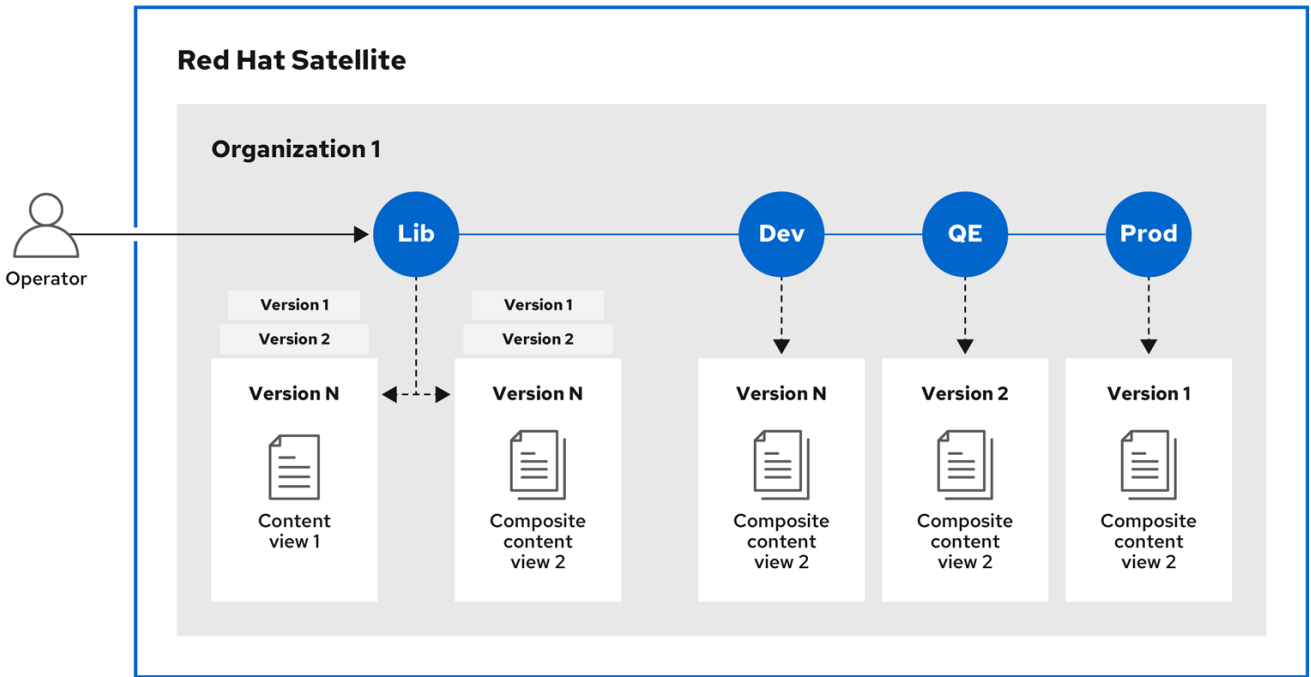 Red Hat Satellite
Organization 1
Operator
Lib
Dev
QE
Prod
Version 1
Version 2
Version N
Content
view 1
Version 1
Version 2
Version N
Composite
content
view 2
Version N
Composite
content
view 2
Version 2
Composite
content
view 2
Version 1
Composite
content
view 2